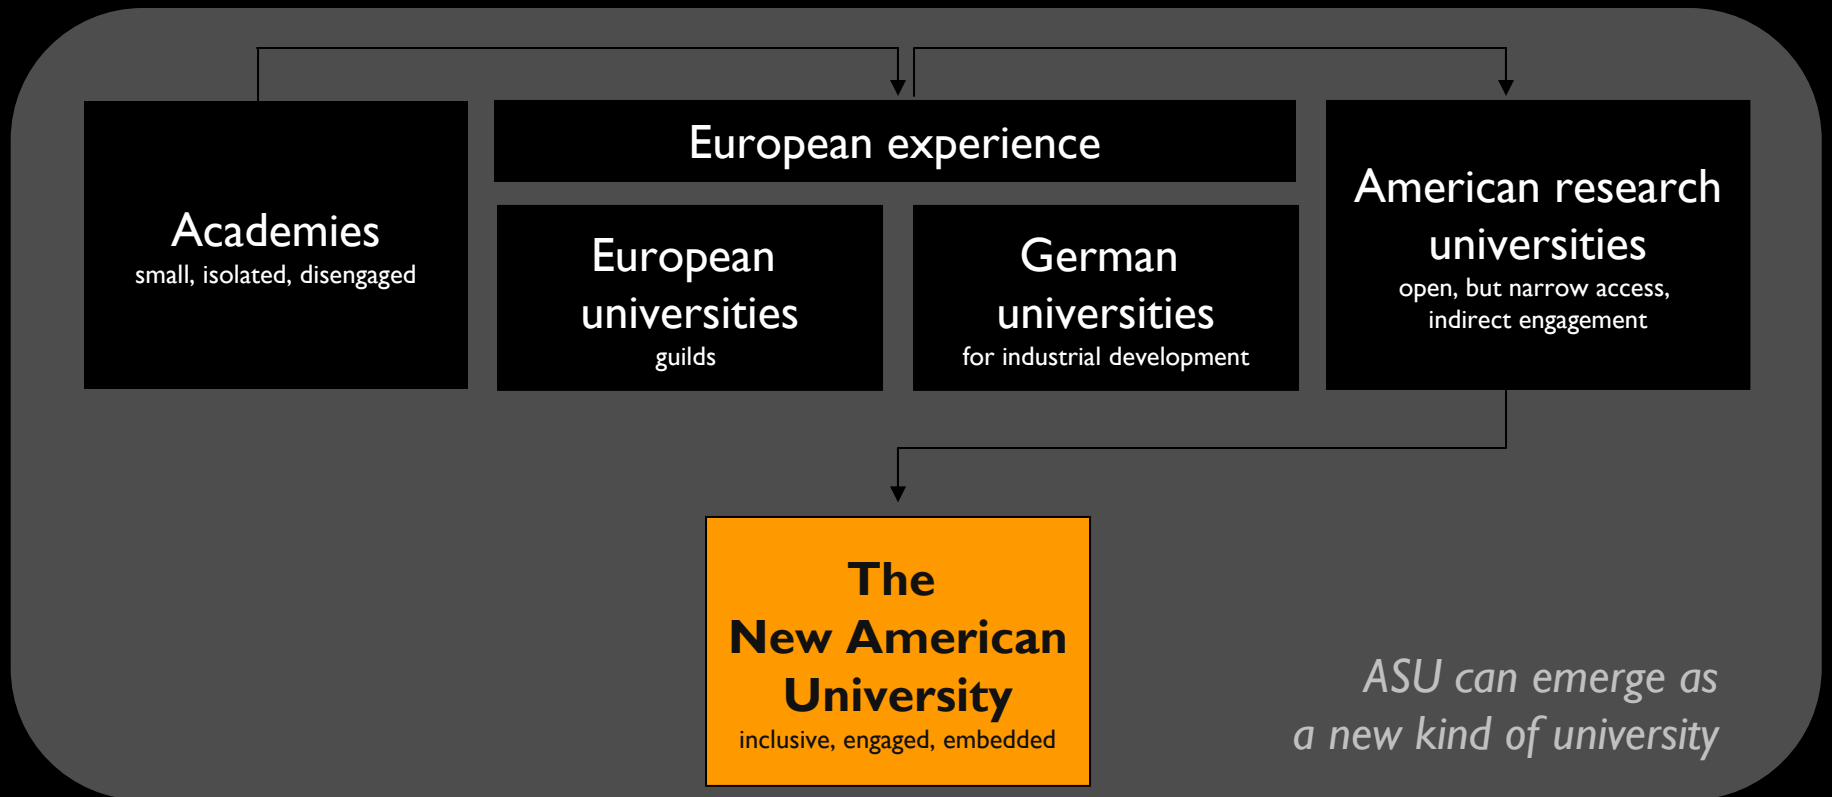 Academies
small, isolated, disengaged
European experience
European
universities
guilds
German
universities
for industrial development
American research
universities
open, but narrow access,
indirect engagement
The
New American
University
inclusive, engaged, embedded
ASU can emerge as
a new kind of university